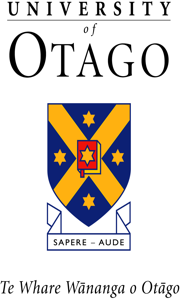 UNIVERSITY
of
OTAGO
SAPERE – AUDE
Te Whare Wānanga o Otāgo